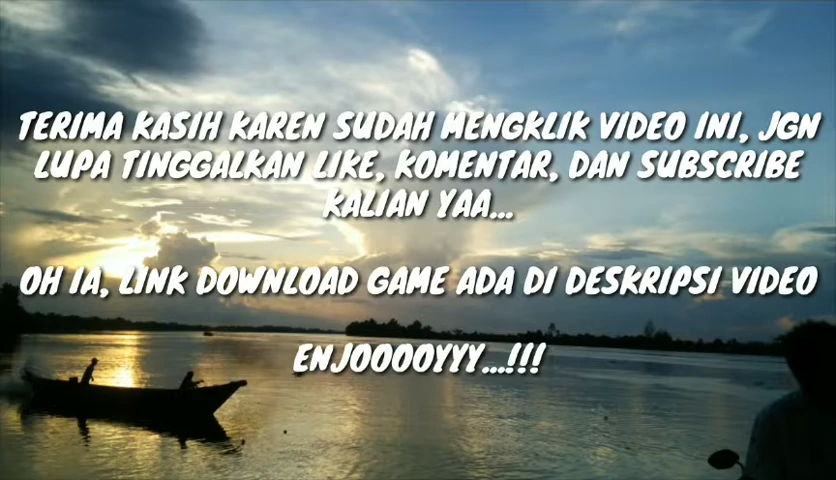 TERIMA KASIH KAREN SUDAH MENGKLIK VIDEO INI, JGN
LUPA TINGGALKAN LIKE, KOMENTAR, DAN SUBSCRIBE
KALIAN YAA...
OH IA, LINK DOWNLOAD GAME ADA DI DESKRIPSI VIDEO
ENJOOOOYYY...!!!